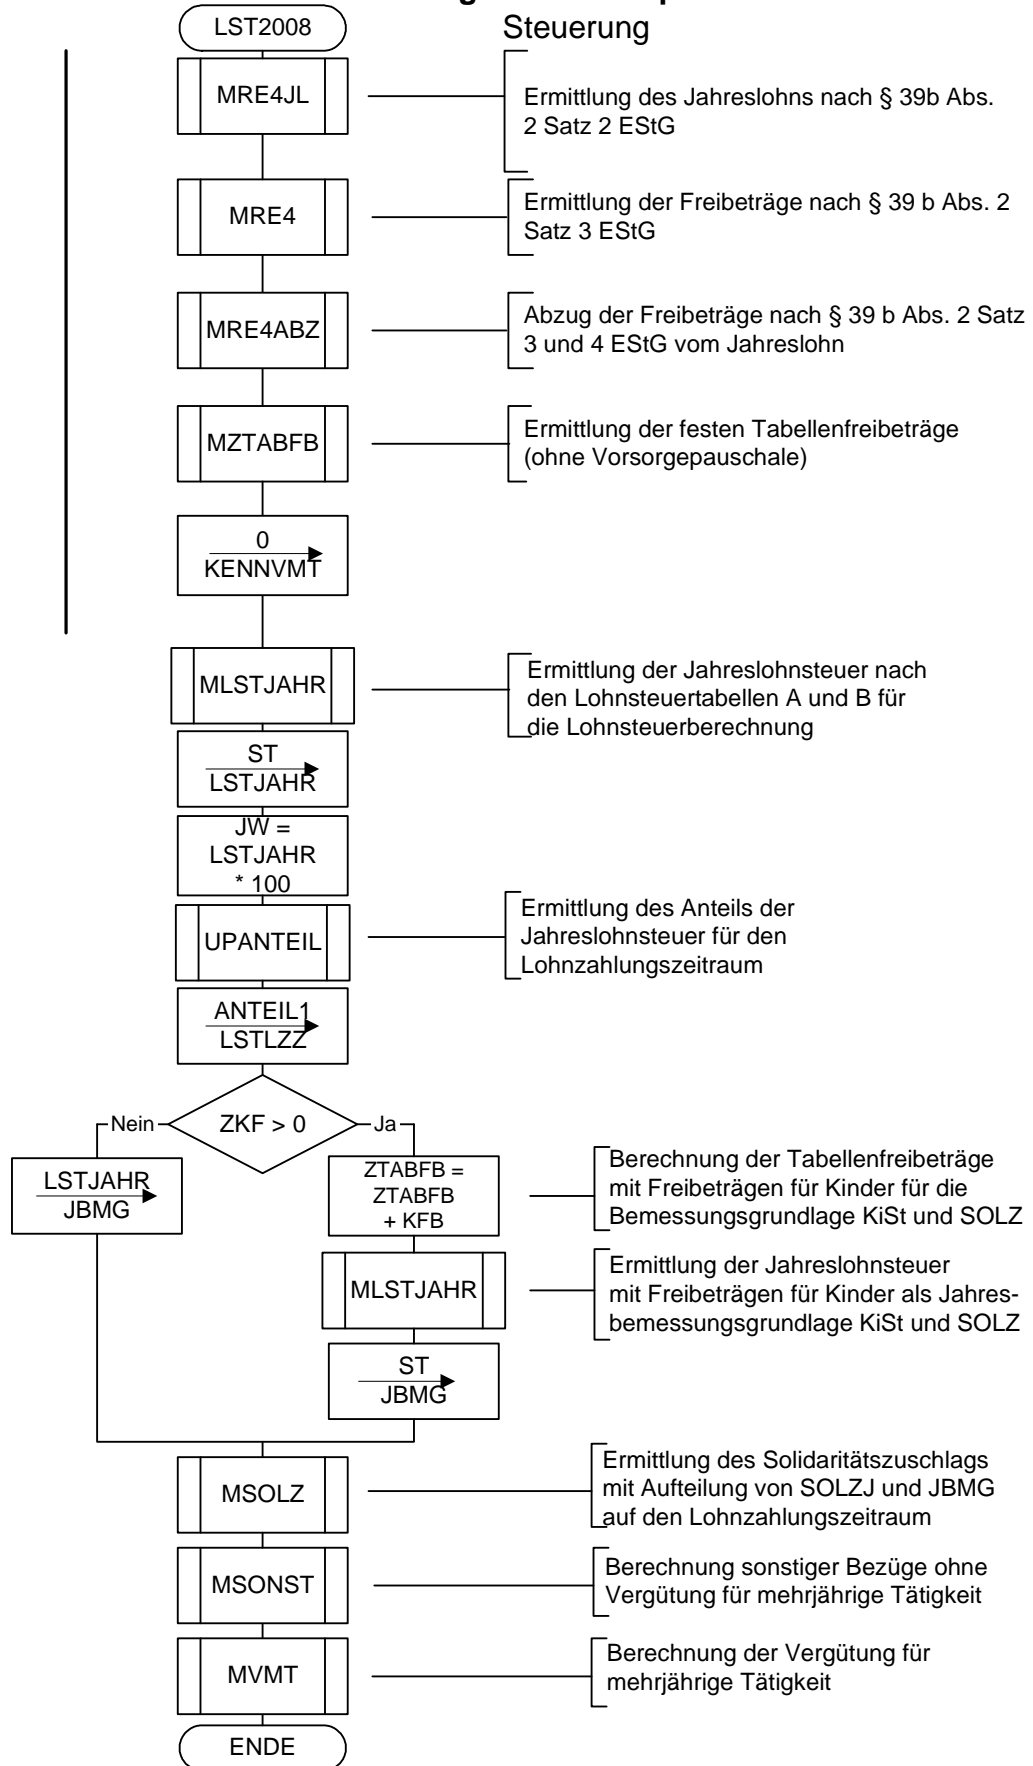 LST2008
Steuerung
MRE4JL
Ermittlung des Jahreslohns nach § 39b Abs.
2 Satz 2 EStG
MRE4
Ermittlung der Freibeträge nach § 39 b Abs. 2
Satz 3 EStG
MRE4ABZ
Abzug der Freibeträge nach § 39 b Abs. 2 Satz
3 und 4 EStG vom Jahreslohn
MZTABFB
Ermittlung der festen Tabellenfreibeträge
(ohne Vorsorgepauschale)
0
KENNVMT
MLSTJAHR
Ermittlung der Jahreslohnsteuer nach
den Lohnsteuertabellen A und B für
die Lohnsteuerberechnung
ST
LSTJAHR
JW =
LSTJAHR
* 100
UPANTEIL
Ermittlung des Anteils der
Jahreslohnsteuer für den
Lohnzahlungszeitraum
ANTEIL1
LSTLZZ
Nein
ZKF > 0
Ja
LSTJAHR
JBMG
ZTABFB =
ZTABFB
+ KFB
Berechnung der Tabellenfreibeträge
mit Freibeträgen für Kinder für die
Bemessungsgrundlage KiSt und SOLZ
MLSTJAHR
Ermittlung der Jahreslohnsteuer
mit Freibeträgen für Kinder als Jahres-
bemessungsgrundlage KiSt und SOLZ
ST
JBMG
MSOLZ
Ermittlung des Solidaritätszuschlags
mit Aufteilung von SOLZJ und JBMG
auf den Lohnzahlungszeitraum
MSONST
Berechnung sonstiger Bezüge ohne
Vergütung für mehrjährige Tätigkeit
MVMT
Berechnung der Vergütung für
mehrjährige Tätigkeit
ENDE